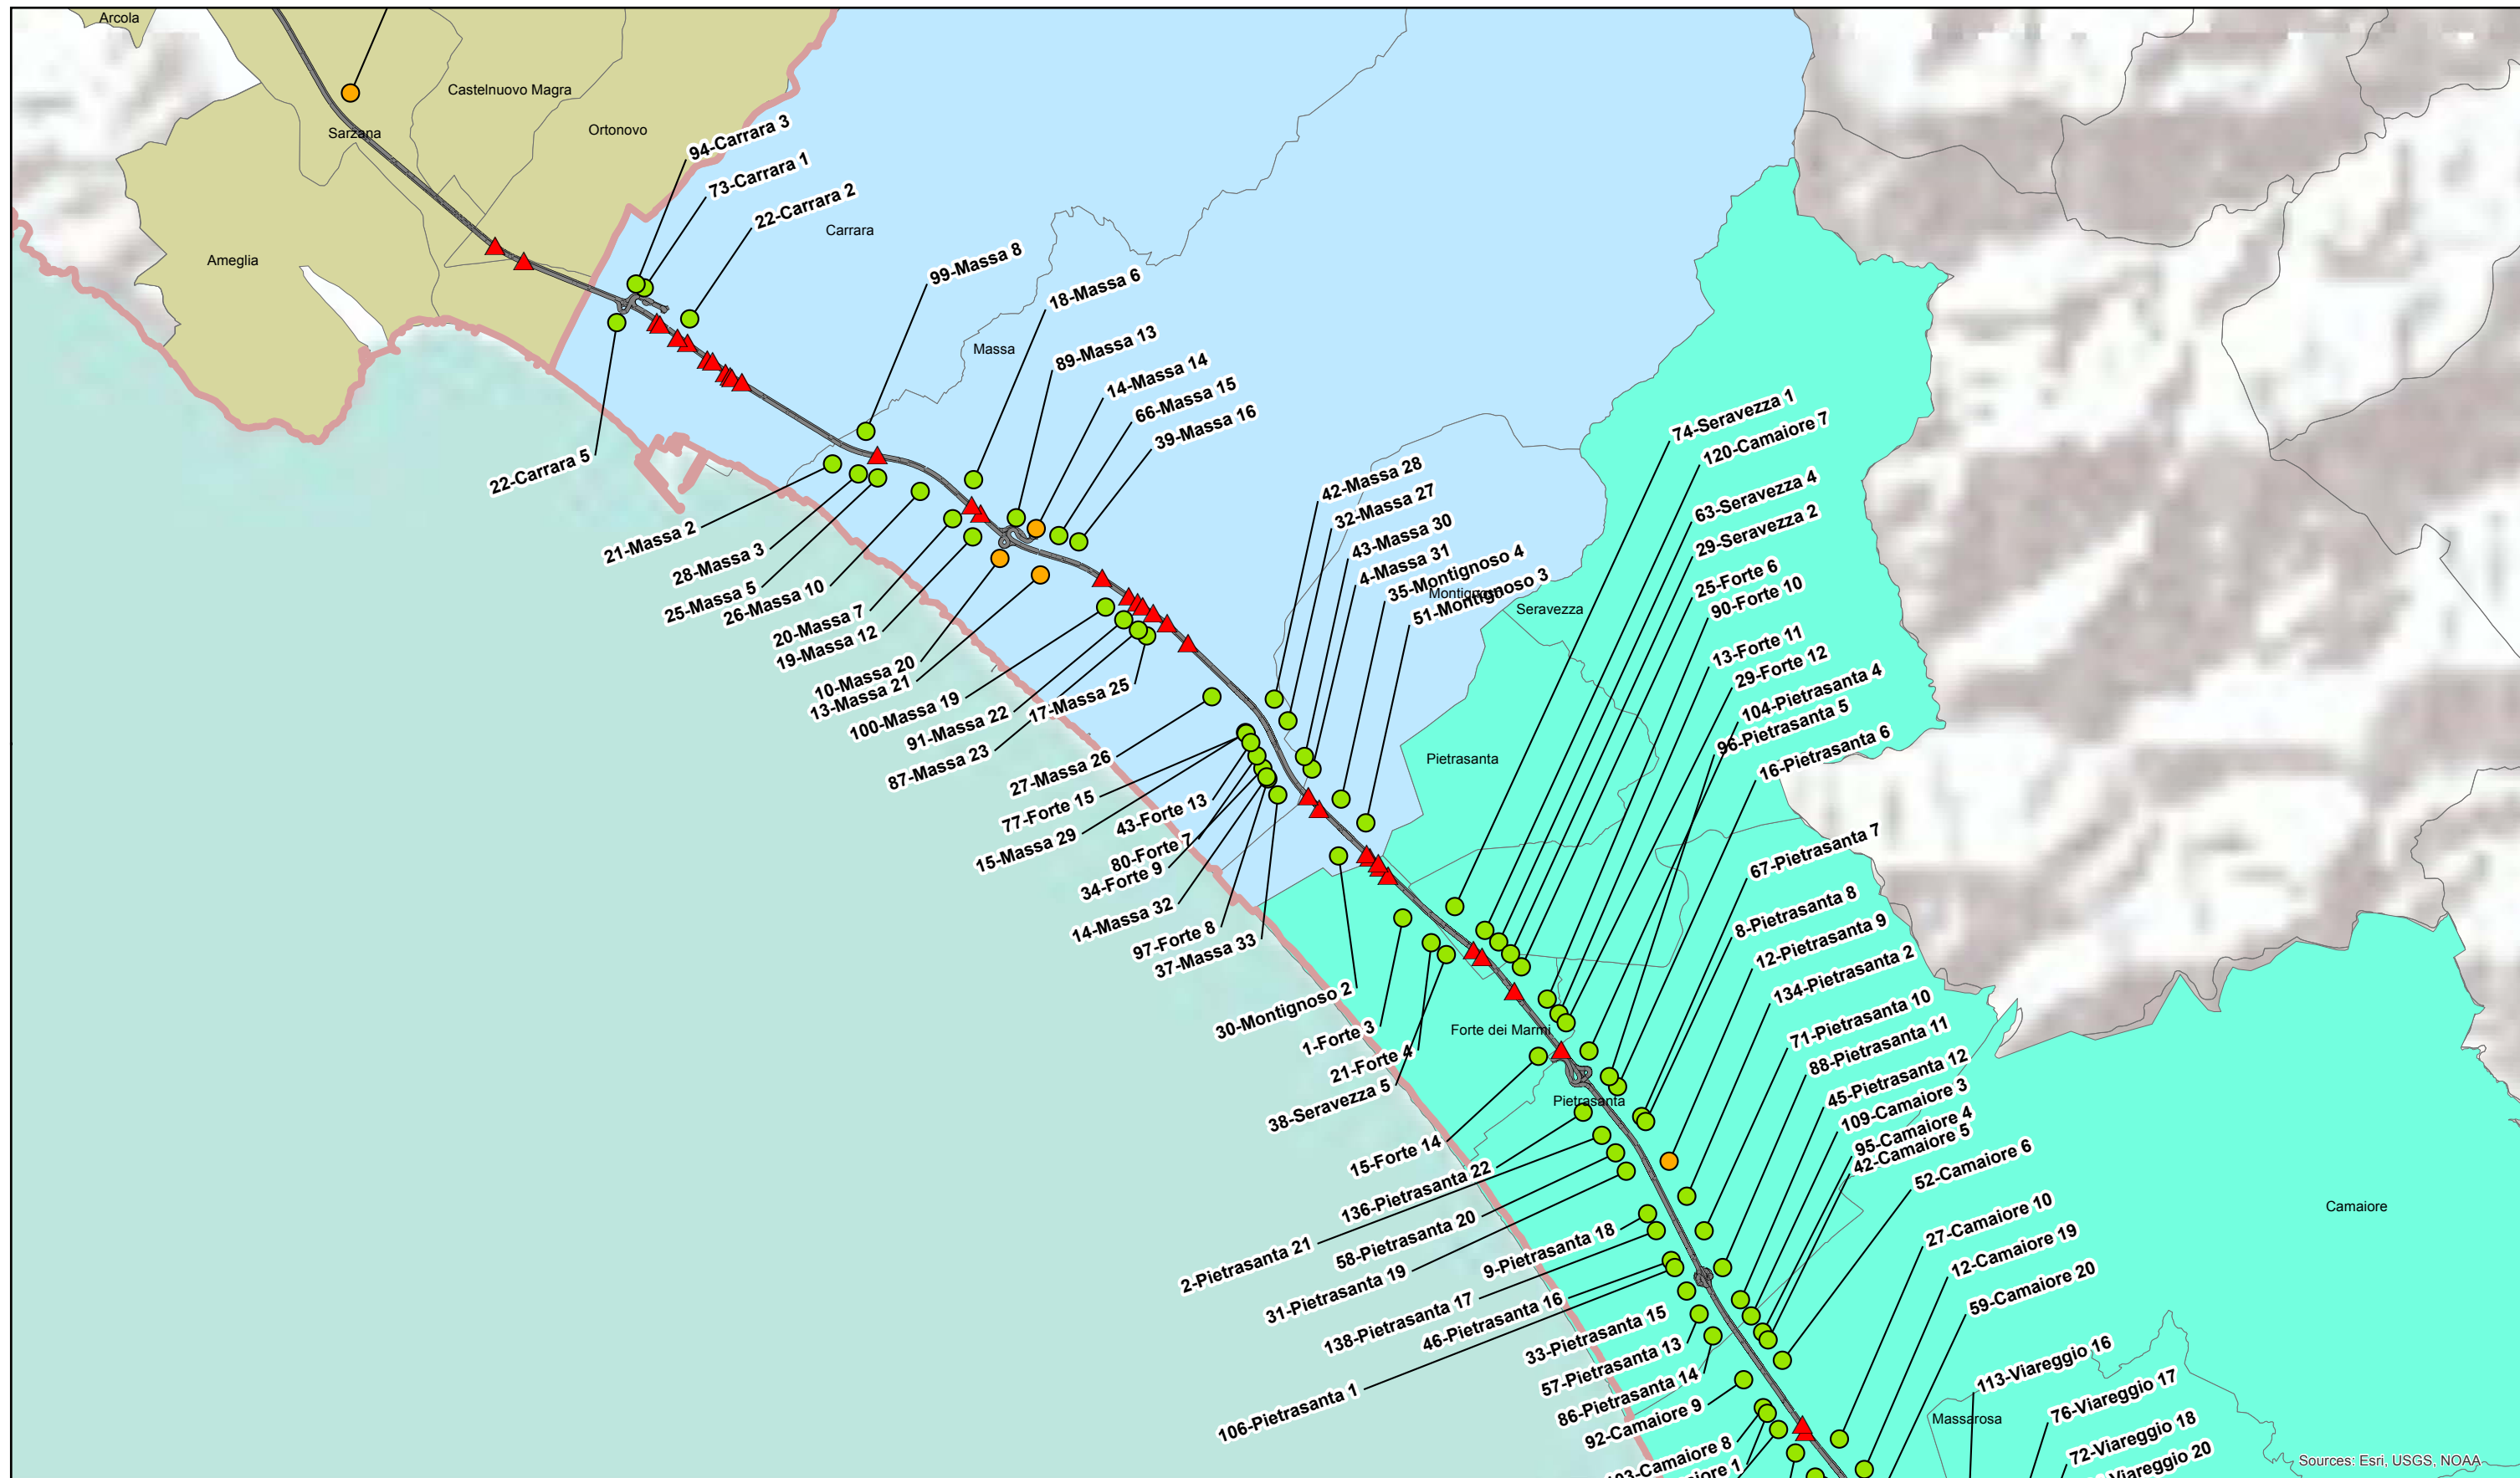 Arcola
Castelnuovo Magra
Sarzana
Ortonovo
Ameglia
94-Carrara 3
73-Carrara 1
22-Carrara 2
Carrara
99-Massa 8
18-Massa 6
Massa
89-Massa 13
14-Massa 14
66-Massa 15
39-Massa 16
22-Carrara 5
21-Massa 2
28-Massa 3
25-Massa 5
26-Massa 10
20-Massa 7
19-Massa 12
10-Massa 20
13-Massa 21
100-Massa 19
91-Massa 22
87-Massa 23
17-Massa 25
27-Massa 26
42-Massa 28
32-Massa 27
43-Massa 30
4-Massa 31
35-Montignoso 4
Montignoso
51-Montignoso 3
74-Seravezza 1
120-Camaiore 7
63-Seravezza 4
29-Seravezza 2
25-Forte 6
90-Forte 10
Seravezza
13-Forte 11
29-Forte 12
104-Pietrasanta 4
96-Pietrasanta 5
16-Pietrasanta 6
Pietrasanta
77-Forte 15
15-Massa 29
43-Forte 13
80-Forte 7
34-Forte 9
14-Massa 32
97-Forte 8
37-Massa 33
67-Pietrasanta 7
8-Pietrasanta 8
12-Pietrasanta 9
134-Pietrasanta 2
71-Pietrasanta 10
88-Pietrasanta 11
45-Pietrasanta 12
109-Camaiore 3
95-Camaiore 4
42-Camaiore 5
52-Camaiore 6
30-Montignoso 2
1-Forte 3
21-Forte 4
38-Seravezza 5
Forte dei Marmi
Pietrasanta
15-Forte 14
136-Pietrasanta 22
2-Pietrasanta 21
58-Pietrasanta 20
31-Pietrasanta 19
9-Pietrasanta 18
138-Pietrasanta 17
46-Pietrasanta 16
106-Pietrasanta 1
33-Pietrasanta 15
57-Pietrasanta 13
86-Pietrasanta 14
92-Camaiore 9
Camaiore
27-Camaiore 10
12-Camaiore 19
59-Camaiore 20
113-Viareggio 16
76-Viareggio 17
Massarosa
72-Viareggio 18
Viareggio 20
Camaiore 8
Sources: Esri, USGS, NOAA